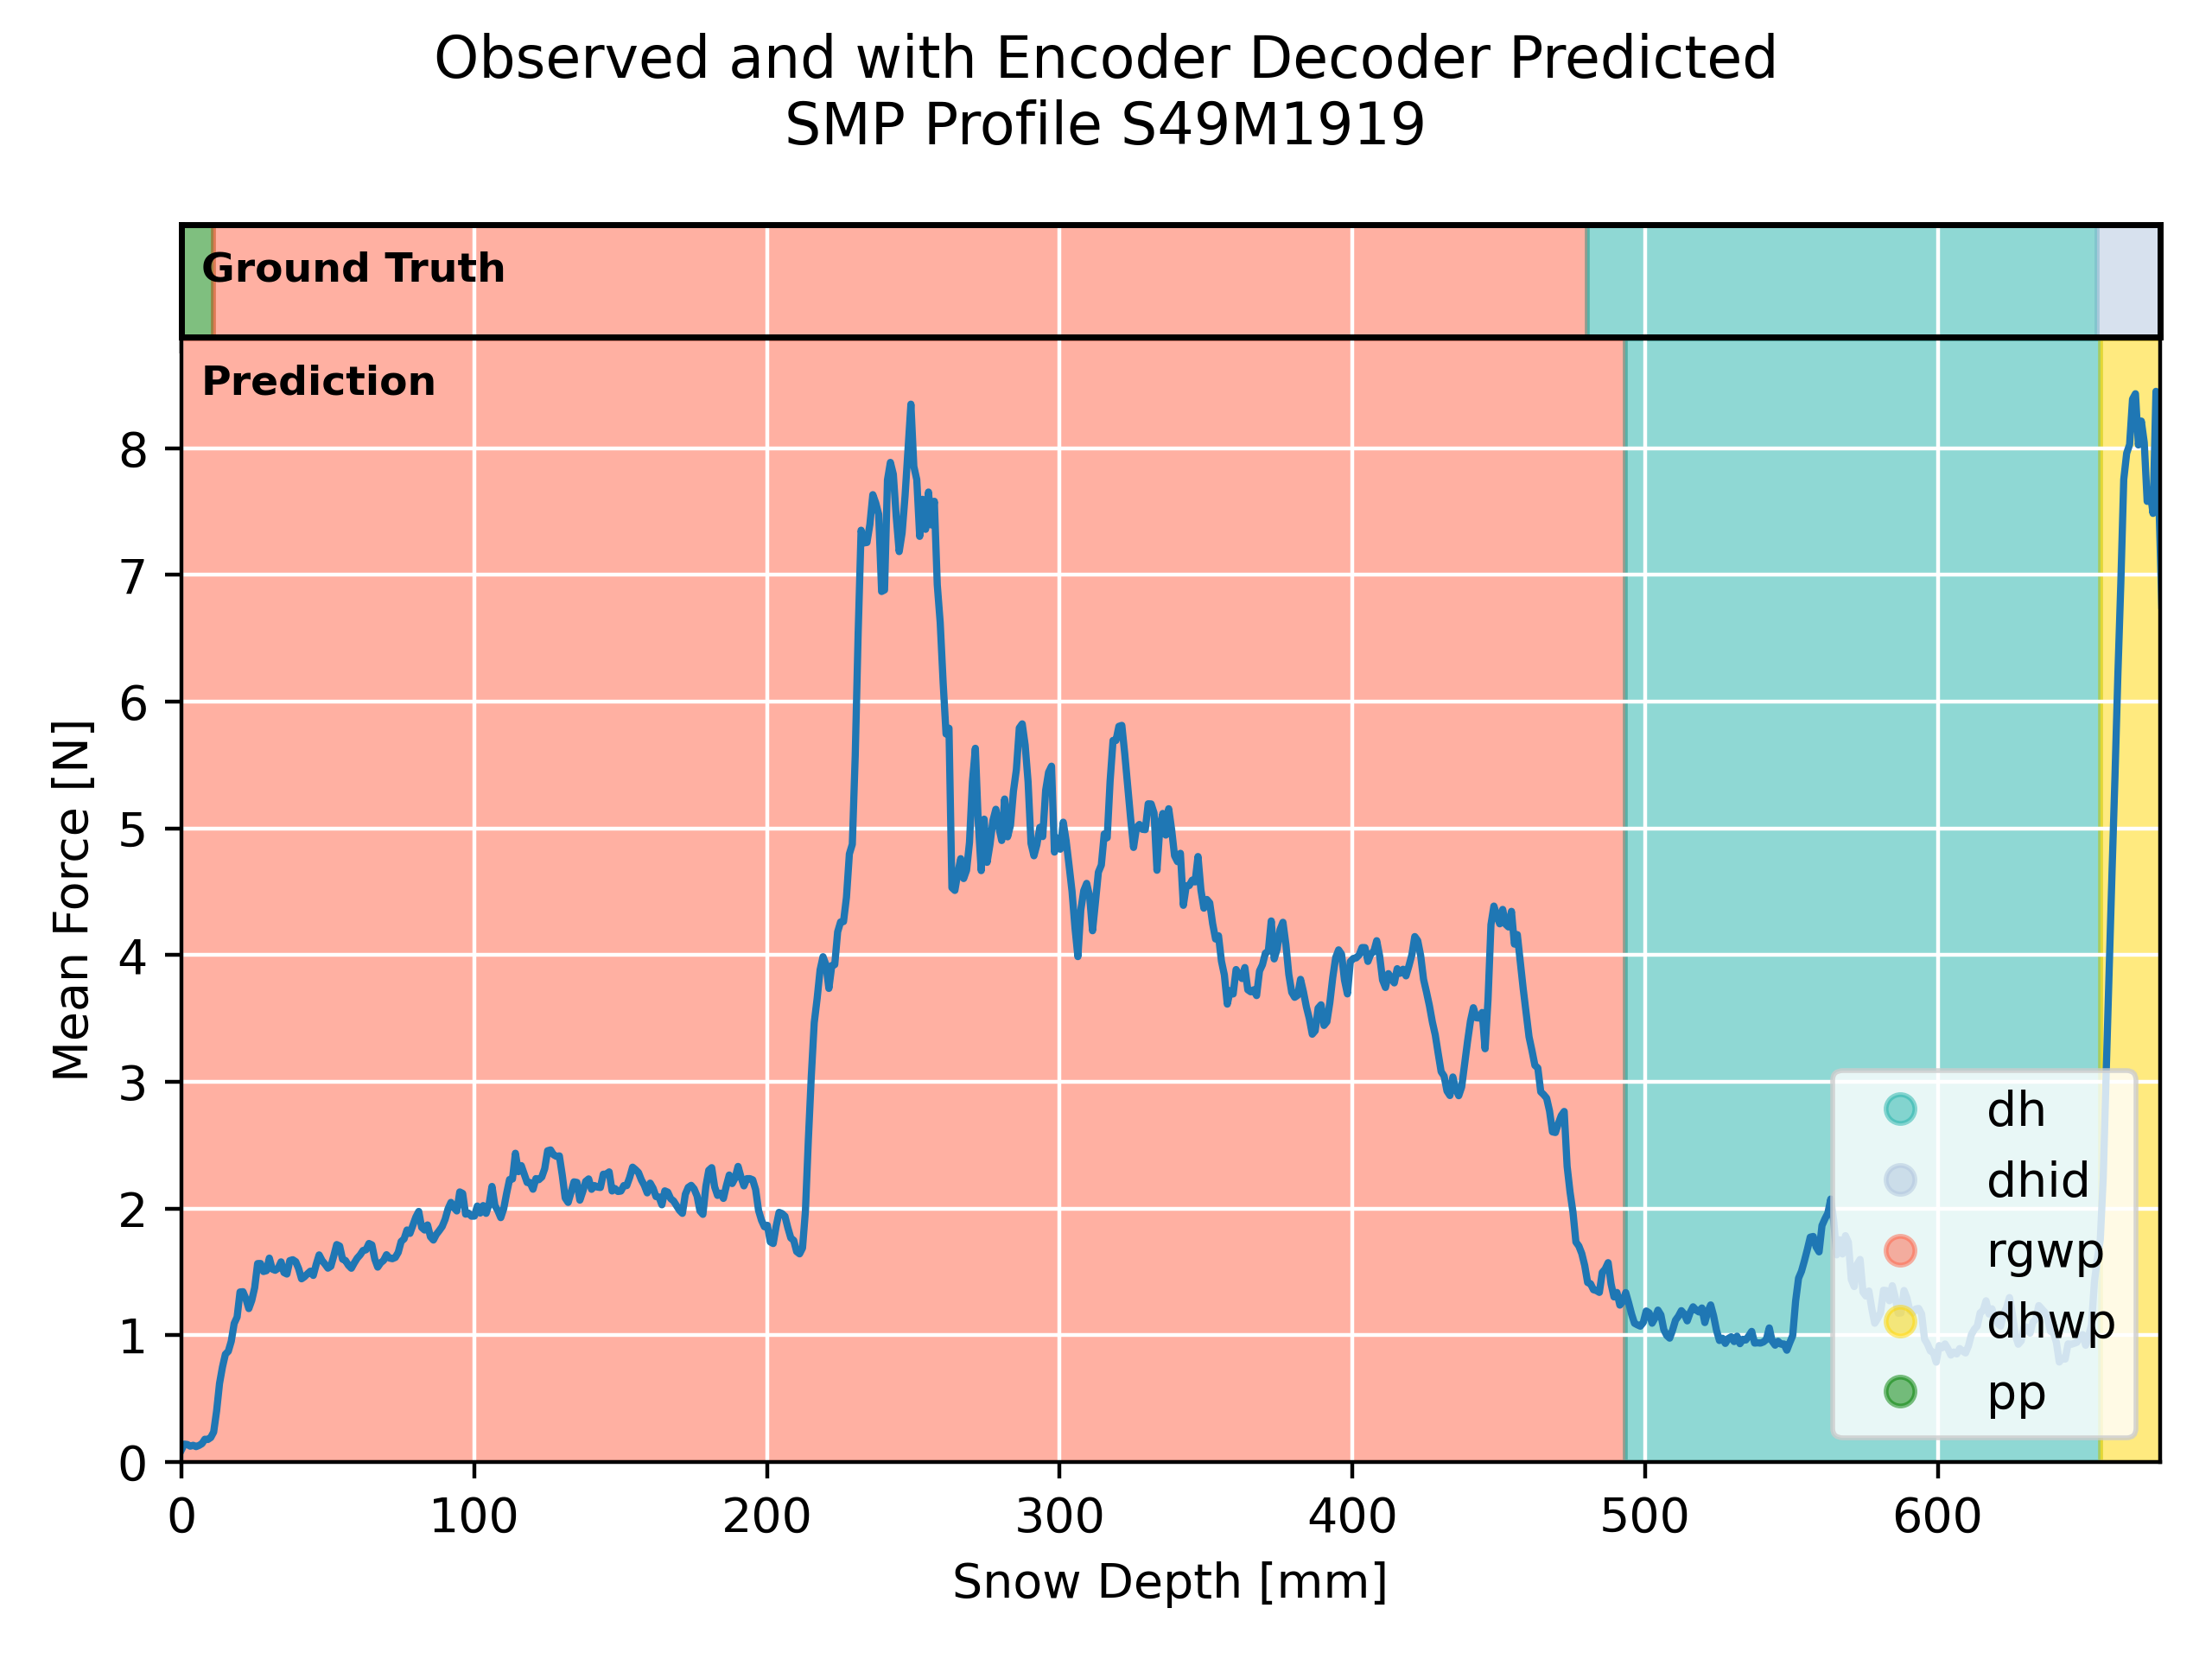 Observed and with Encoder Decoder Predicted
SMP Profile S49M1919
Ground Truth
Prediction
8
7
6
5
4
3
2
1
0
Mean Force [N]
dh
dhid
rgwp
dhwp
pp
0 100 200 300 400 500 600
Snow Depth [mm]